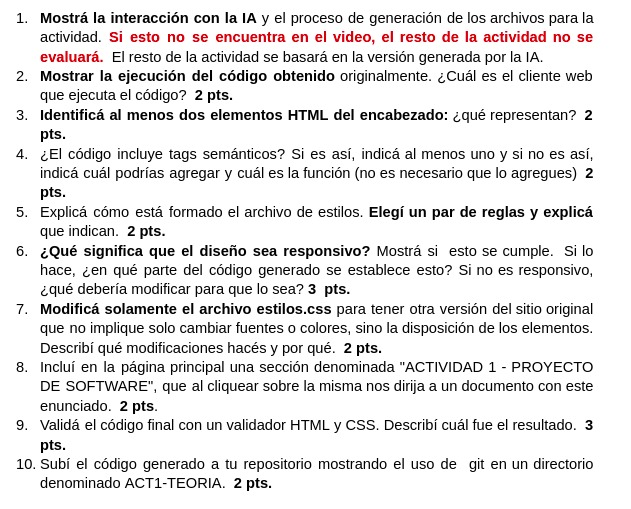 1. Mostrá la interacción con la IA y el proceso de generación de los archivos para la
actividad. Si esto no se encuentra en el video, el resto de la actividad no se
evaluará. El resto de la actividad se basará en la versión generada por la IA.
2. Mostrar la ejecución del código obtenido originalmente. ¿Cuál es el cliente web
que ejecuta el código? 2 pts.
3. Identificá al menos dos elementos HTML del encabezado: ¿qué representan? 2
pts.
4. ¿El código incluye tags semánticos? Si es así, indicá al menos uno y si no es así,
indicá cuál podrías agregar y cuál es la función (no es necesario que lo agregues) 2
pts.
5. Explicá cómo está formado el archivo de estilos. Elegí un par de reglas y explicá
que indican. 2 pts.
6. ¿Qué significa que el diseño sea responsivo? Mostrá si esto se cumple. Si lo
hace, ¿en qué parte del código generado se establece esto? Si no es responsivo,
¿qué debería modificar para que lo sea? 3 pts.
7. Modificá solamente el archivo estilos.css para tener otra versión del sitio original
que no implique solo cambiar fuentes o colores, sino la disposición de los elementos.
Describí qué modificaciones hacés y por qué. 2 pts.
8. Incluí en la página principal una sección denominada "ACTIVIDAD 1 - PROYECTO
DE SOFTWARE", que al cliquear sobre la misma nos dirija a un documento con este
enunciado. 2 pts.
9. Validá el código final con un validador HTML y CSS. Describí cuál fue el resultado. 3
pts.
10. Subí el código generado a tu repositorio mostrando el uso de git en un directorio
denominado ACT1-TEORIA. 2 pts.